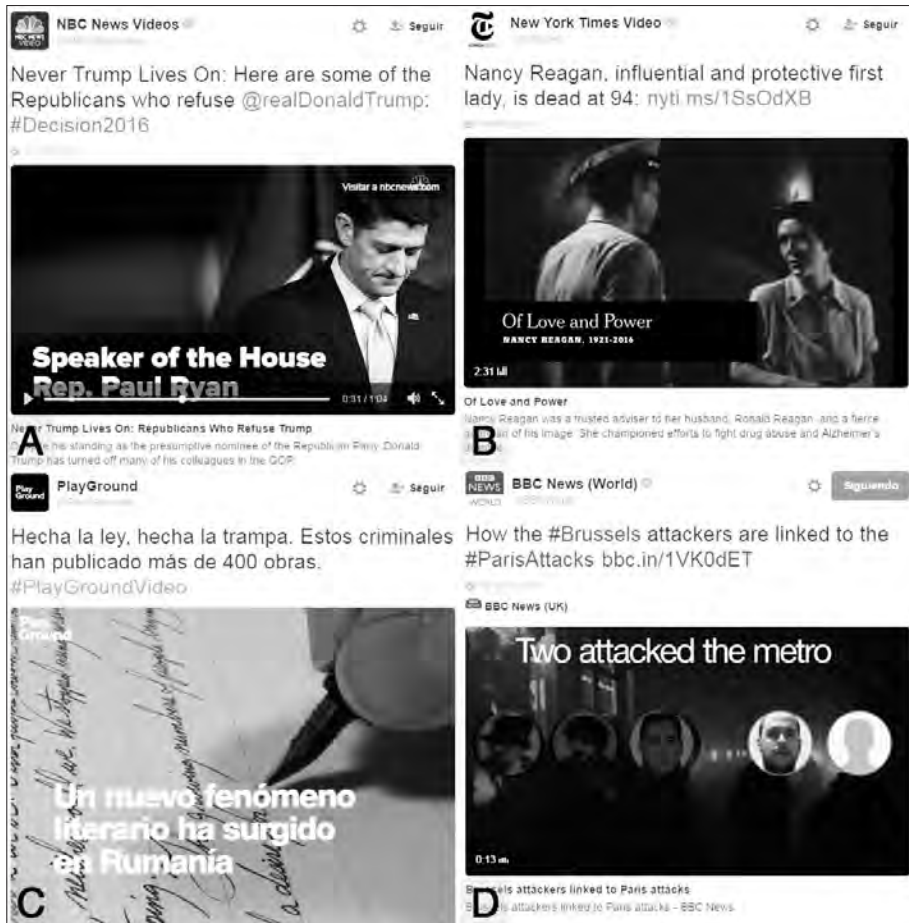 NBC News Videos
Seguir
Never Trump Lives On: Here are some of the
Republicans who refuse @realDonaldTrump:
#Decision2016
Visitar a nbcnews.com
Speaker of the House
Rep. Paul Ryan
0:31 / 1:04
Never Trump Lives On: Republicans Who Refuse Trump
his standing as the presumptive nominee of the Republican Party, Donald
Trump has turned off many of his colleagues in the GOP.
A
New York Times Video
Seguir
Nancy Reagan, influential and protective first
lady, is dead at 94: nyti.ms/1SsOdXB
Of Love and Power
NANCY REAGAN, 1921-2016
2:31
Of Love and Power
Nancy Reagan was a trusted adviser to her husband, Ronald Reagan, and a fierce
of his image. She championed efforts to fight drug abuse and Alzheimer's
B
Play
Ground
PlayGround
Seguir
Hecha la ley, hecha la trampa. Estos criminales
han publicado más de 400 obras.
#PlayGroundVideo
Play
Ground
Un nuevo fenómeno
literario ha surgido
en Rumanía
C
BBC
NEWS
WORLD
BBC News (World)
Siguiendo
How the #Brussels attackers are linked to the
#ParisAttacks bbc.in/1VK0dET
BBC News (UK)
Two attacked the metro
0:13
Brussels attackers linked to Paris attacks
Brussels attackers linked to Paris attacks - BBC News
D